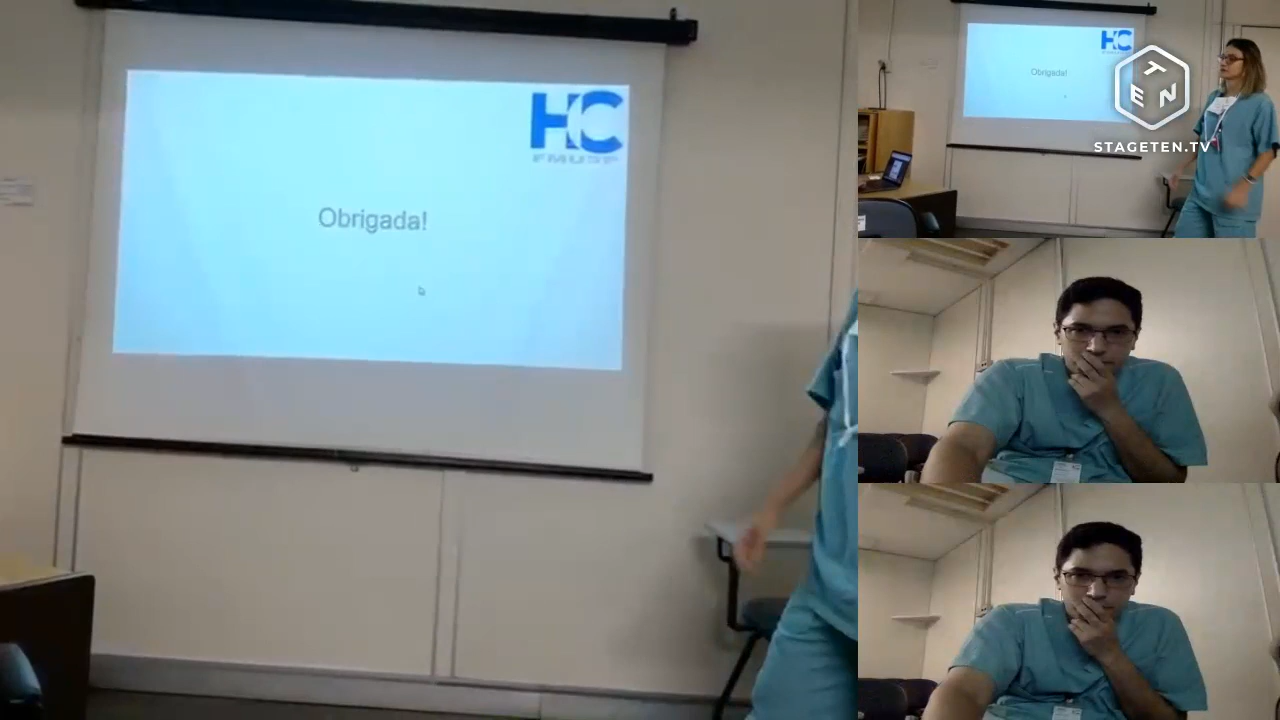 HC
FMUSP
Obrigada!
HC
Obrigada!
T
E N
STAGETEN.TV